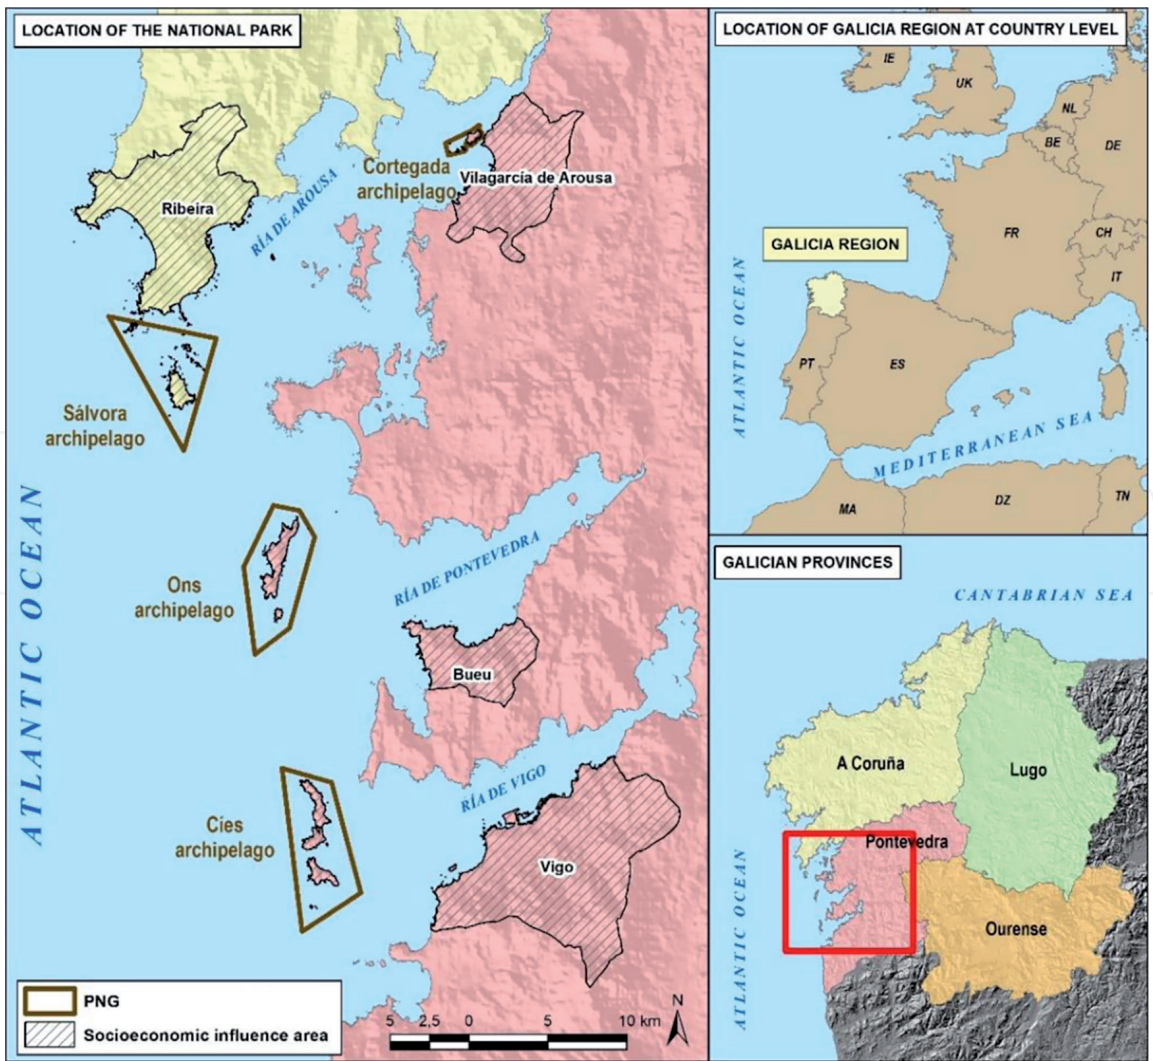 LOCATION OF THE NATIONAL PARK
Cortegada
archipelago
Vilagarcía de Arousa
Ribeira
RÍA DE AROUSA
Sálvora
archipelago
ATLANTIC OCEAN
Ons
archipelago
RÍA DE PONTEVEDRA
Bueu
Cíes
archipelago
RÍA DE VIGO
Vigo
PNG
Socioeconomic influence area
5 2,5 0 5 10 km
N
LOCATION OF GALICIA REGION AT COUNTRY LEVEL
IE
UK
NL
BE
DE
FR
CH
IT
GALICIA REGION
ATLANTIC OCEAN
PT
ES
MEDITERRANEAN SEA
MA
DZ
TN
GALICIAN PROVINCES
CANTABRIAN SEA
A Coruña
Lugo
Pontevedra
Ourense
ATLANTIC OCEAN